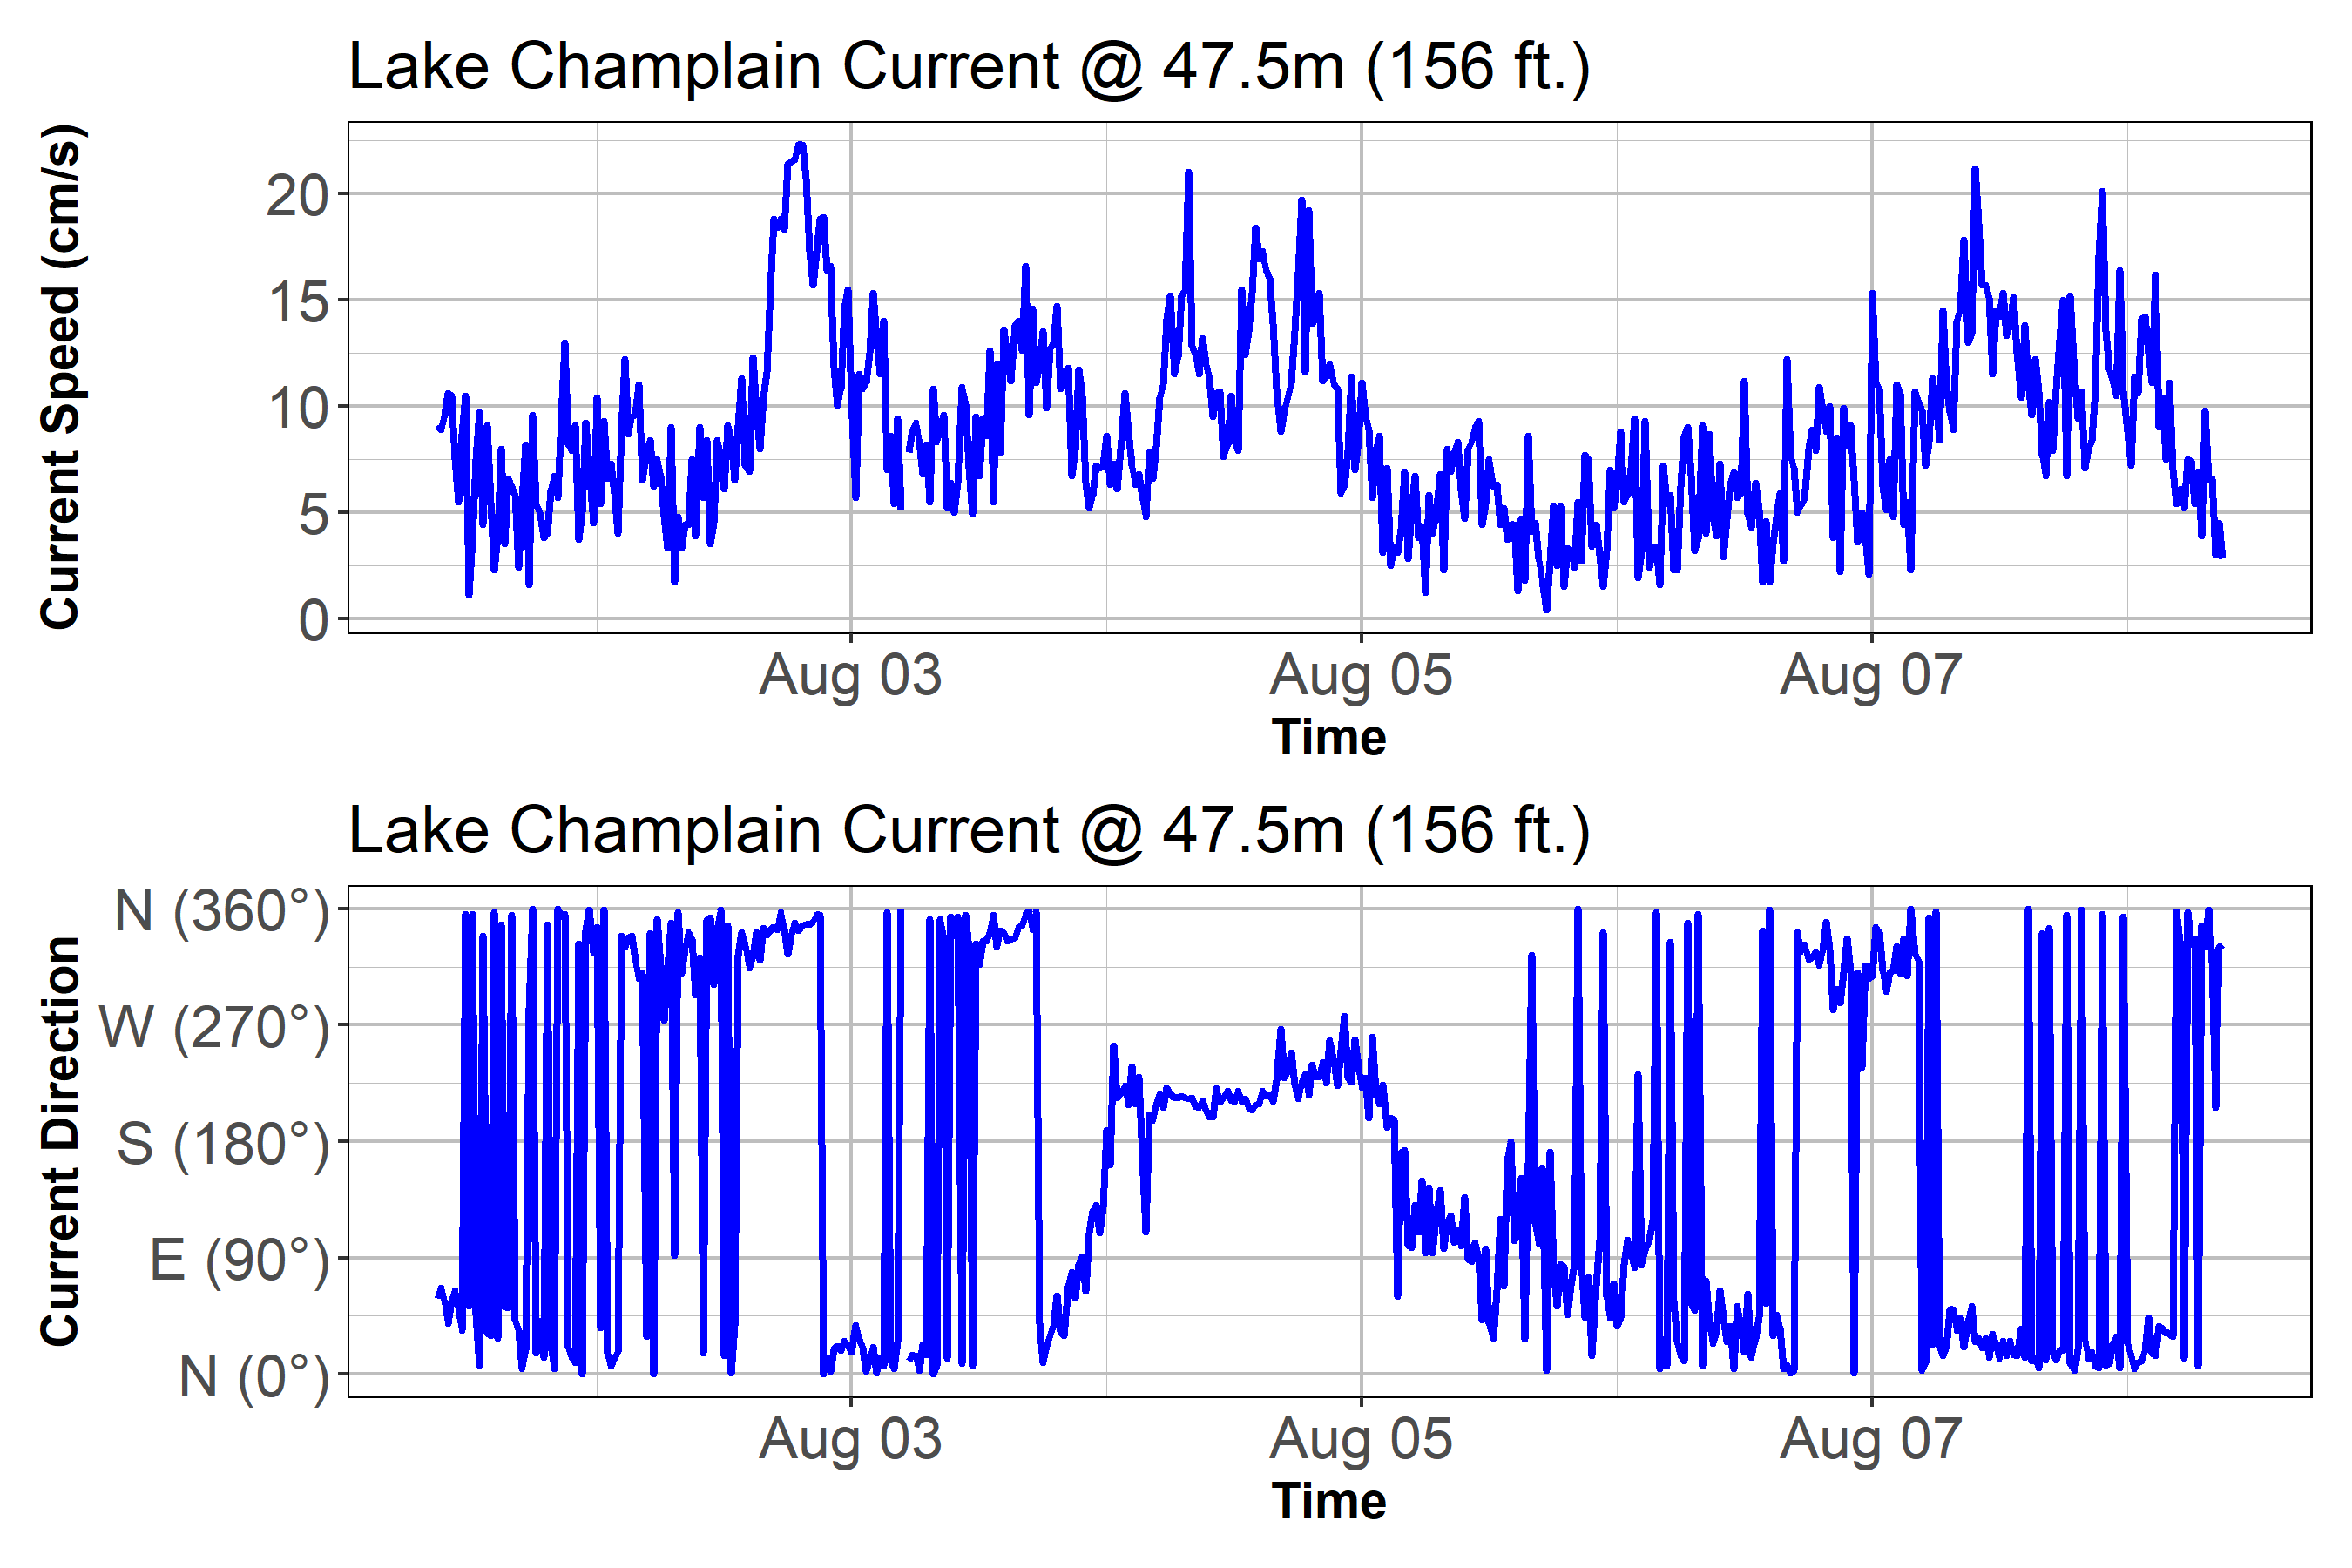 Lake Champlain Current @ 47.5m (156 ft.)
Current Speed (cm/s)
20
15
10
5
0
Aug 03 Aug 05 Aug 07
Time
Lake Champlain Current @ 47.5m (156 ft.)
Current Direction
N (360°)
W (270°)
S (180°)
E (90°)
N (0°)
Aug 03 Aug 05 Aug 07
Time